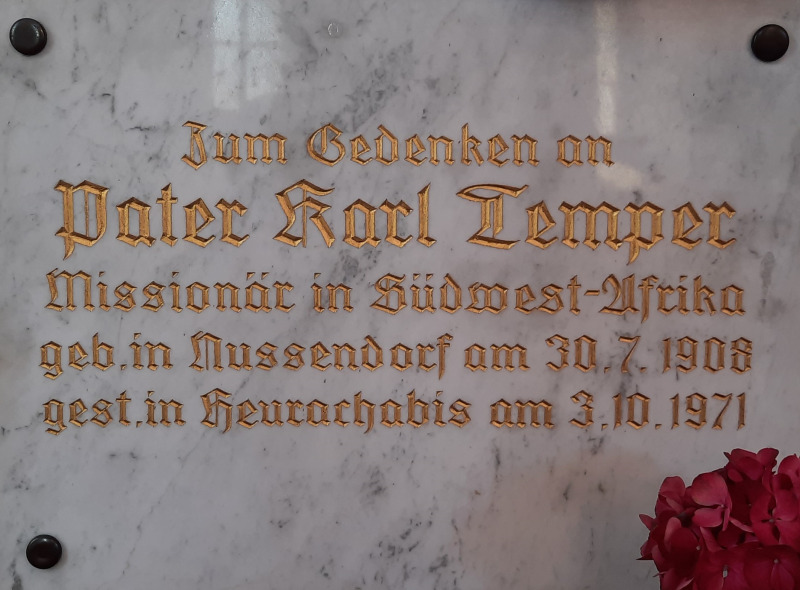 Zum Gedenken an
Pater Karl Temper
Missionär in Südwest-Afrika
geb. in Nussendorf am 30.7.1908
gest. in Heurachabis am 3.10.1971